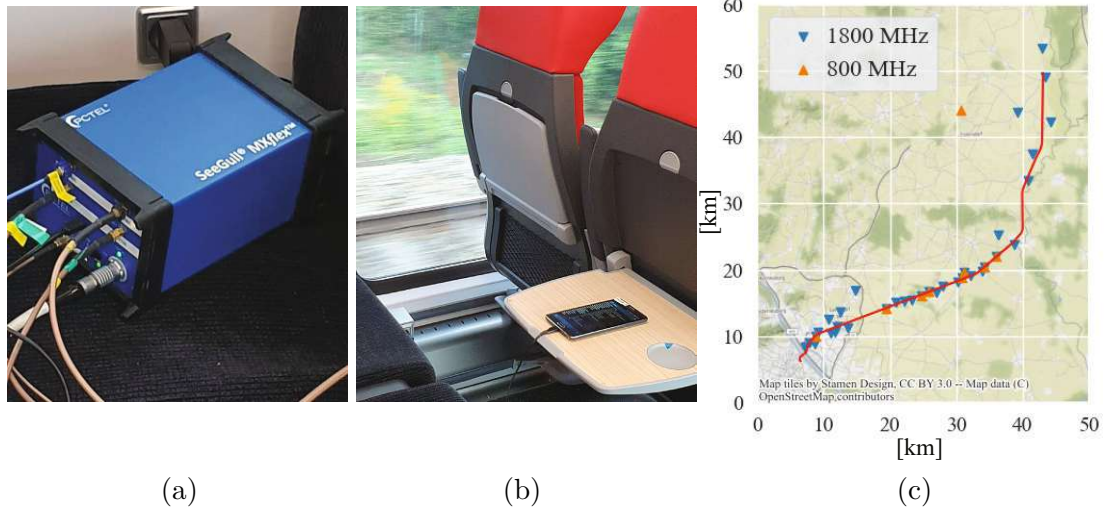 PCTEL®
SeeGull® MXflex™
60
50
40
30
20
10
0
[km]
1800 MHz
800 MHz
Map tiles by Stamen Design, CC BY 3.0 -- Map data (C)
OpenStreetMap contributors
0
10
20
30
40
50
[km]
(a)
(b)
(c)